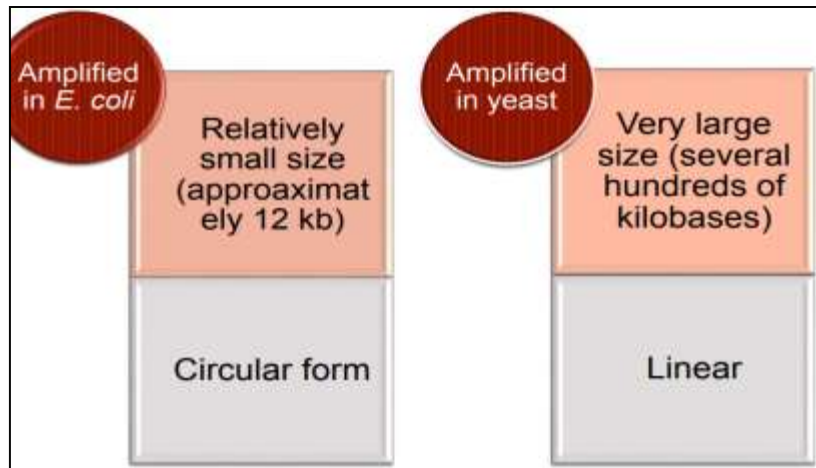 Amplified
in E. coli
Relatively
small size
(approaximat
ely 12 kb)
Circular form
Amplified
in yeast
Very large
size (several
hundreds of
kilobases)
Linear